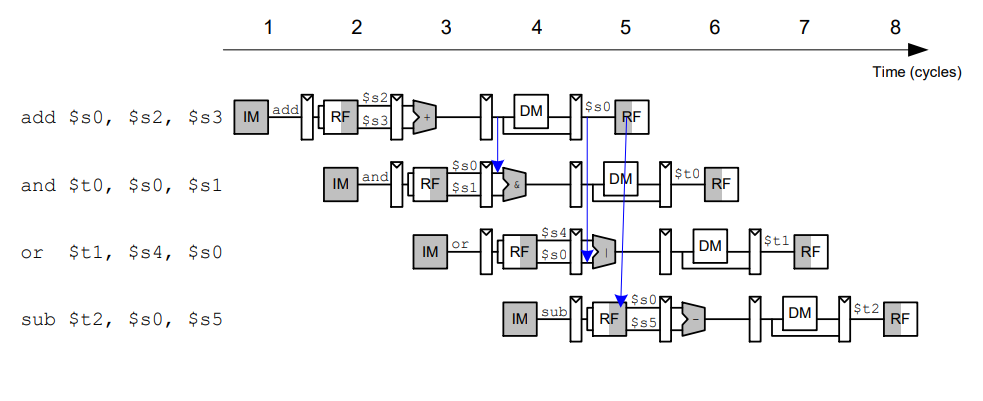 1 2 3 4 5 6 7 8
Time (cycles)
add $s0, $s2, $s3 IM add RF $s2 $s3 + DM $s0 RF
and $t0, $s0, $s1 IM and RF $s0 $s1 & DM $t0 RF
or $t1, $s4, $s0 IM or RF $s4 $s0 | DM $t1 RF
sub $t2, $s0, $s5 IM sub RF $s0 $s5 - DM $t2 RF